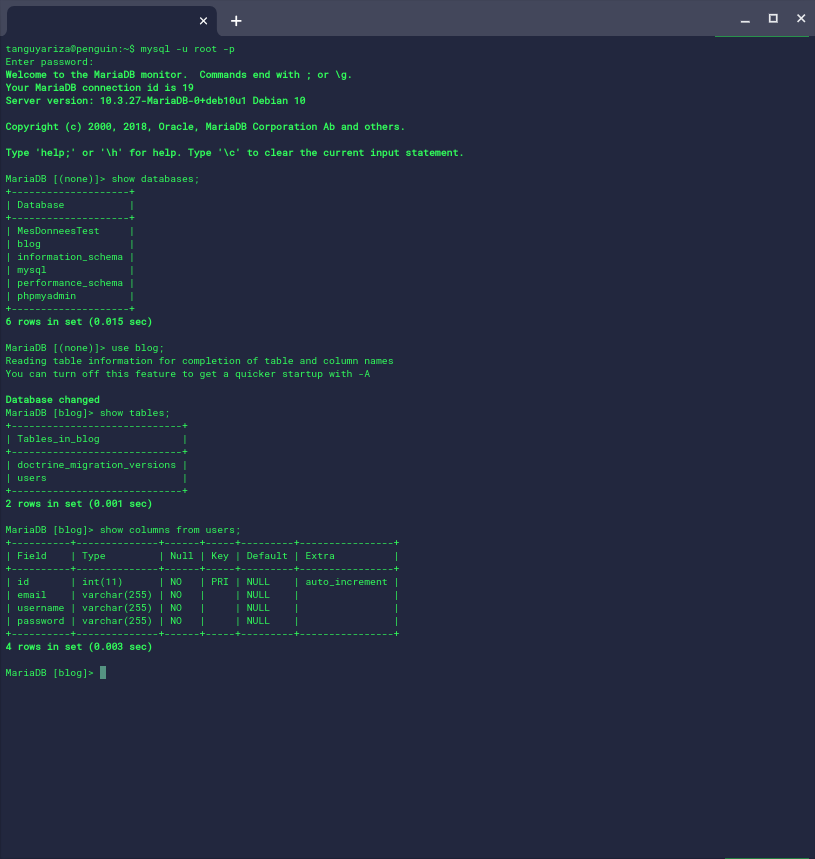 tanguyariza@penguin:~$ mysql -u root -p
Enter password:
Welcome to the MariaDB monitor.  Commands end with ; or \g.
Your MariaDB connection id is 19
Server version: 10.3.27-MariaDB-0+deb10u1 Debian 10
Copyright (c) 2000, 2018, Oracle, MariaDB Corporation Ab and others.
Type 'help;' or '\h' for help. Type '\c' to clear the current input statement.
MariaDB [(none)]> show databases;
+--------------------+
| Database           |
+--------------------+
| MesDonneesTest     |
| blog               |
| information_schema |
| mysql              |
| performance_schema |
| phpmyadmin         |
+--------------------+
6 rows in set (0.015 sec)
MariaDB [(none)]> use blog;
Reading table information for completion of table and column names
You can turn off this feature to get a quicker startup with -A
Database changed
MariaDB [blog]> show tables;
+-----------------------------+
| Tables_in_blog              |
+-----------------------------+
| doctrine_migration_versions |
| users                       |
+-----------------------------+
2 rows in set (0.001 sec)
MariaDB [blog]> show columns from users;
+----------+--------------+------+-----+---------+----------------+
| Field    | Type         | Null | Key | Default | Extra          |
+----------+--------------+------+-----+---------+----------------+
| id       | int(11)      | NO   | PRI | NULL    | auto_increment |
| email    | varchar(255) | NO   |     | NULL    |                |
| username | varchar(255) | NO   |     | NULL    |                |
| password | varchar(255) | NO   |     | NULL    |                |
+----------+--------------+------+-----+---------+----------------+
4 rows in set (0.003 sec)
MariaDB [blog]>